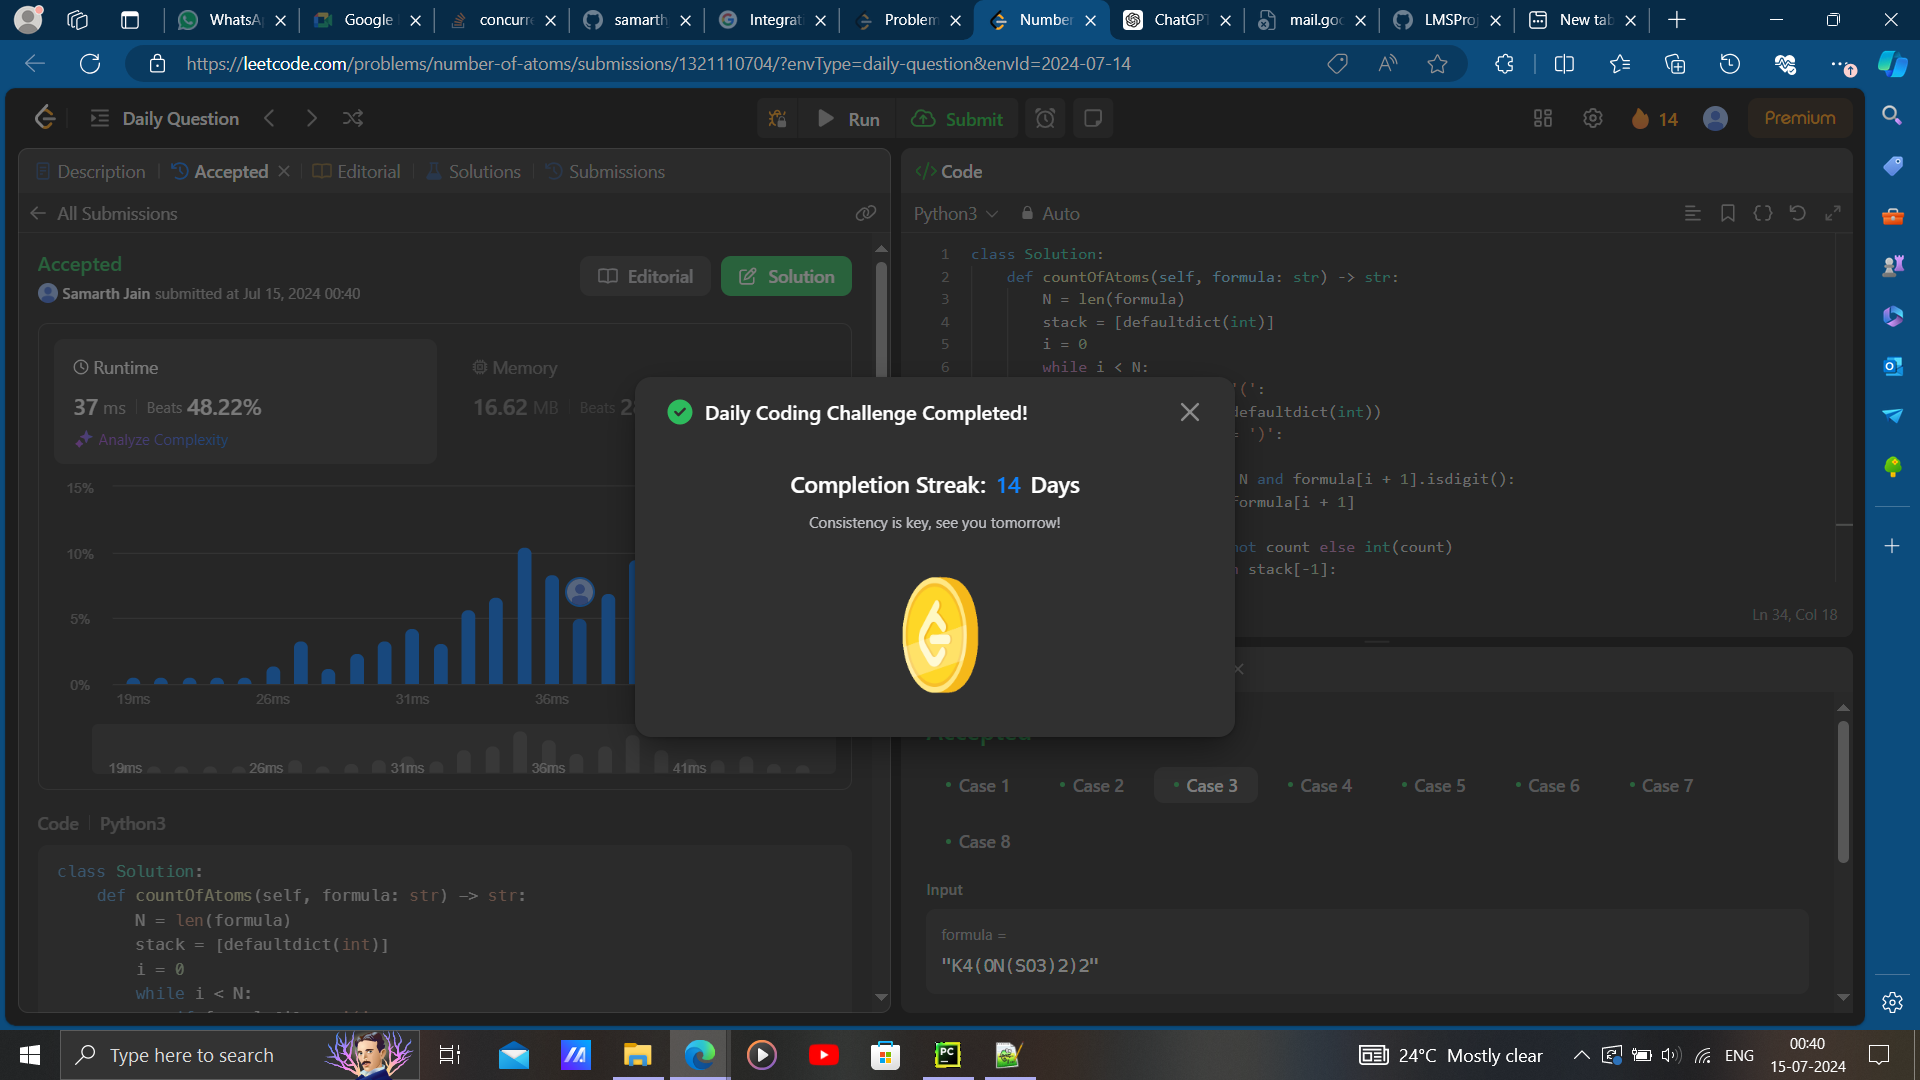 WhatsA
Google
concurre
samarth
Integrat
Problem
Number
ChatGPT
mail.goo
LMSProj
New tab
https://leetcode.com/problems/number-of-atoms/submissions/1321110704/?envType=daily-question&envId=2024-07-14
Daily Question
Run
Submit
14
Premium
Description
Accepted
Editorial
Solutions
Submissions
All Submissions
Accepted
Samarth Jain submitted at Jul 15, 2024 00:40
Editorial
Solution
Runtime
37 ms Beats 48.22%
Analyze Complexity
Memory
16.62 MB Beats
15%
10%
5%
0%
19ms 26ms 31ms 36ms
19ms 26ms 31ms 36ms 41ms
Code Python3
class Solution:
def countOfAtoms(self, formula: str) -> str:
N = len(formula)
stack = [defaultdict(int)]
i = 0
while i < N:
Code
Python3 Auto
1 class Solution:
2 def countOfAtoms(self, formula: str) -> str:
3 N = len(formula)
4 stack = [defaultdict(int)]
5 i = 0
6 while i < N:
'(':
defaultdict(int))
= ')':
N and formula[i + 1].isdigit():
formula[i + 1]
not count else int(count)
stack[-1]:
Ln 34, Col 18
Daily Coding Challenge Completed!
Completion Streak: 14 Days
Consistency is key, see you tomorrow!
Accepted
Case 1
Case 2
Case 3
Case 4
Case 5
Case 6
Case 7
Case 8
Input
formula =
"K4(ON(SO3)2)2"
Type here to search
24°C Mostly clear
ENG
00:40
15-07-2024